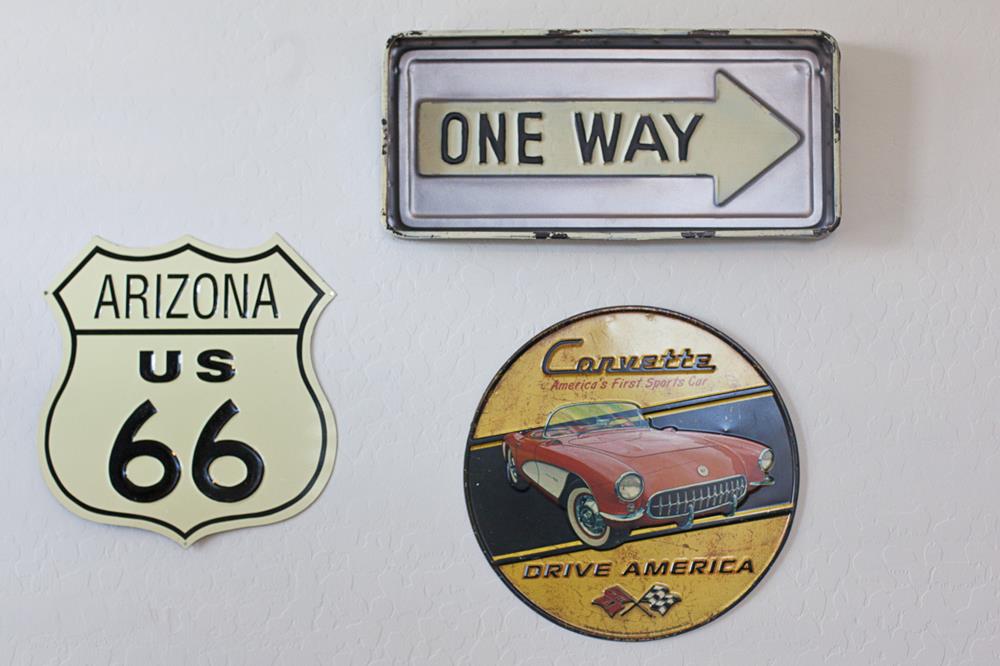 ONE WAY
ARIZONA
US
66
Corvette
America's First Sports Car
DRIVE AMERICA